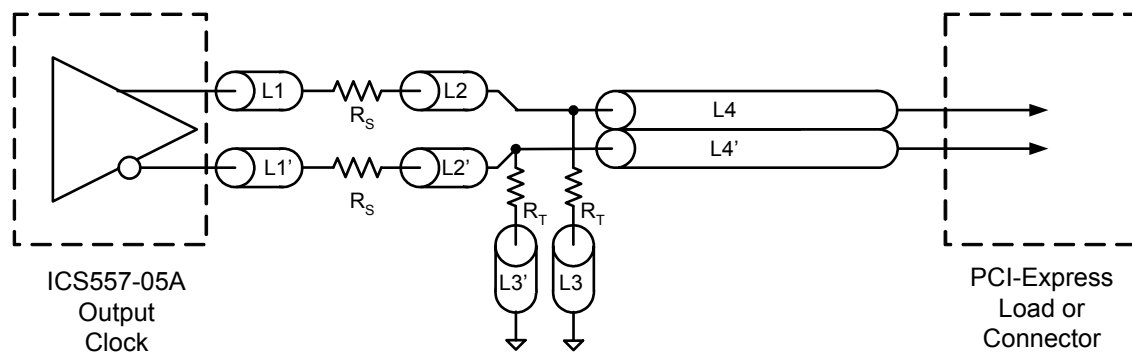 L1
R_S
L2
L4
L1'
R_S
L2'
L4'
R_T
R_T
L3'
L3
ICS557-05A
Output
Clock
PCI-Express
Load or
Connector